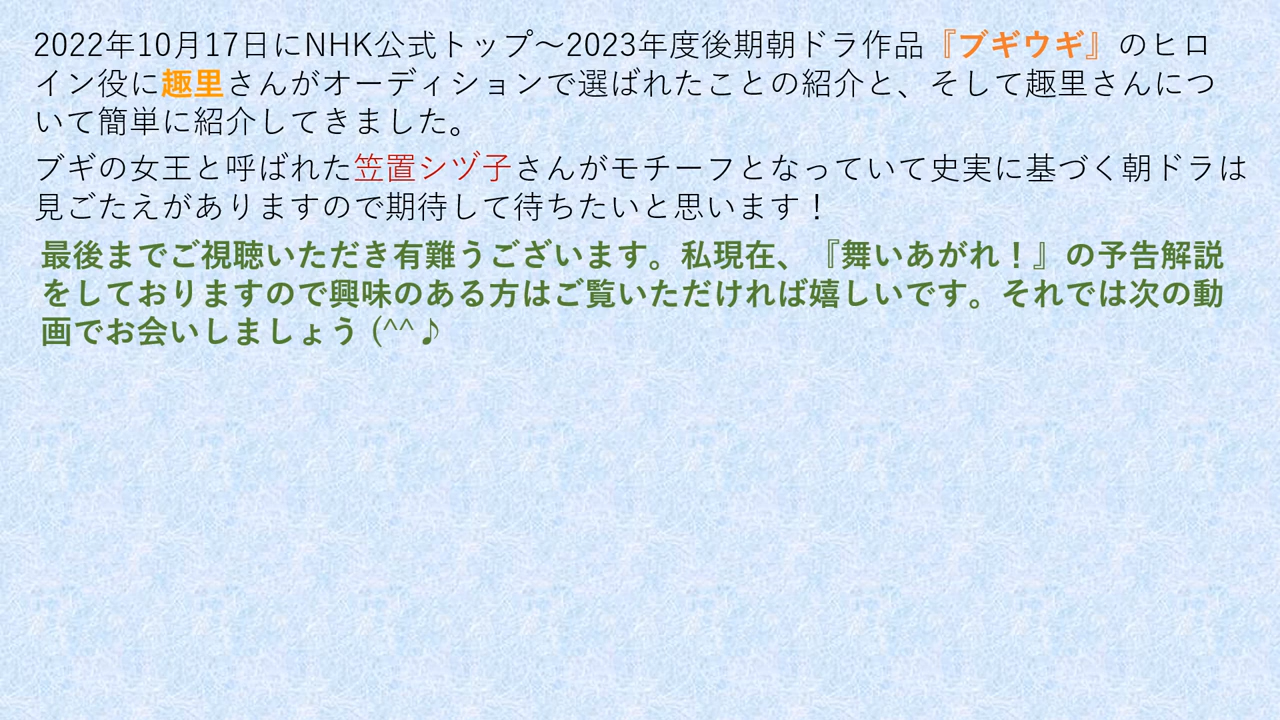 2022年10月17日にNHK公式トップ～2023年度後期朝ドラ作品『ブギウギ』のヒロ
イン役に趣里さんがオーディションで選ばれたことの紹介と、そして趣里さんにつ
いて簡単に紹介してきました。
ブギの女王と呼ばれた笠置シヅ子さんがモチーフとなっていて史実に基づく朝ドラは
見ごたえがありますので期待して待ちたいと思います！
最後までご視聴いただき有難うございます。私現在、『舞いあがれ！』の予告解説
をしておりますので興味のある方はご覧いただければ嬉しいです。それでは次の動
画でお会いしましょう (^^♪